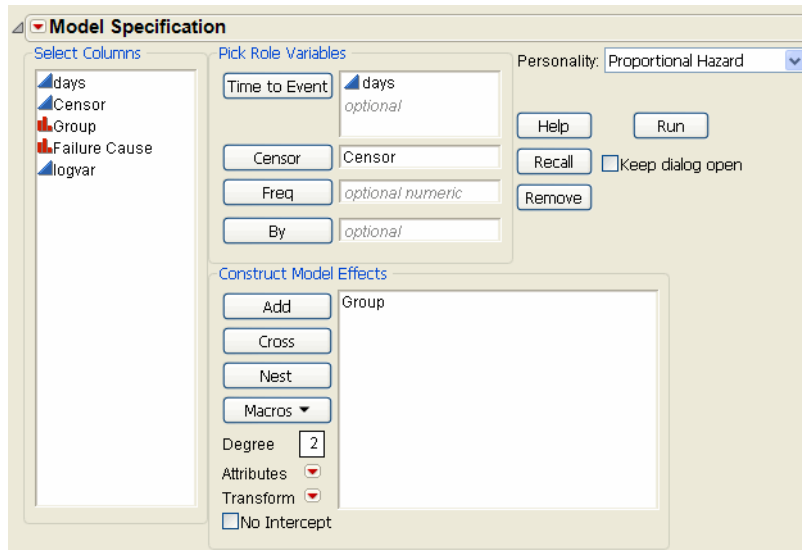 Model Specification
Select Columns
days
Censor
Group
Failure Cause
logvar
Pick Role Variables
Time to Event
days
optional
Censor
Censor
Freq
optional numeric
By
optional
Personality: Proportional Hazard
Help
Run
Recall
Keep dialog open
Remove
Construct Model Effects
Add
Group
Cross
Nest
Macros
Degree 2
Attributes
Transform
No Intercept